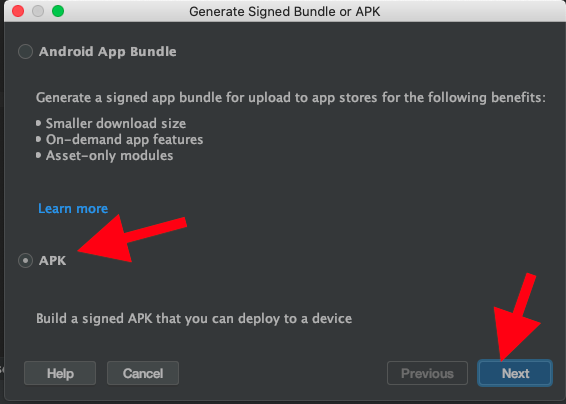 Generate Signed Bundle or APK
Android App Bundle
Generate a signed app bundle for upload to app stores for the following benefits:
• Smaller download size
• On-demand app features
• Asset-only modules
Learn more
APK
Build a signed APK that you can deploy to a device
Help Cancel Previous Next